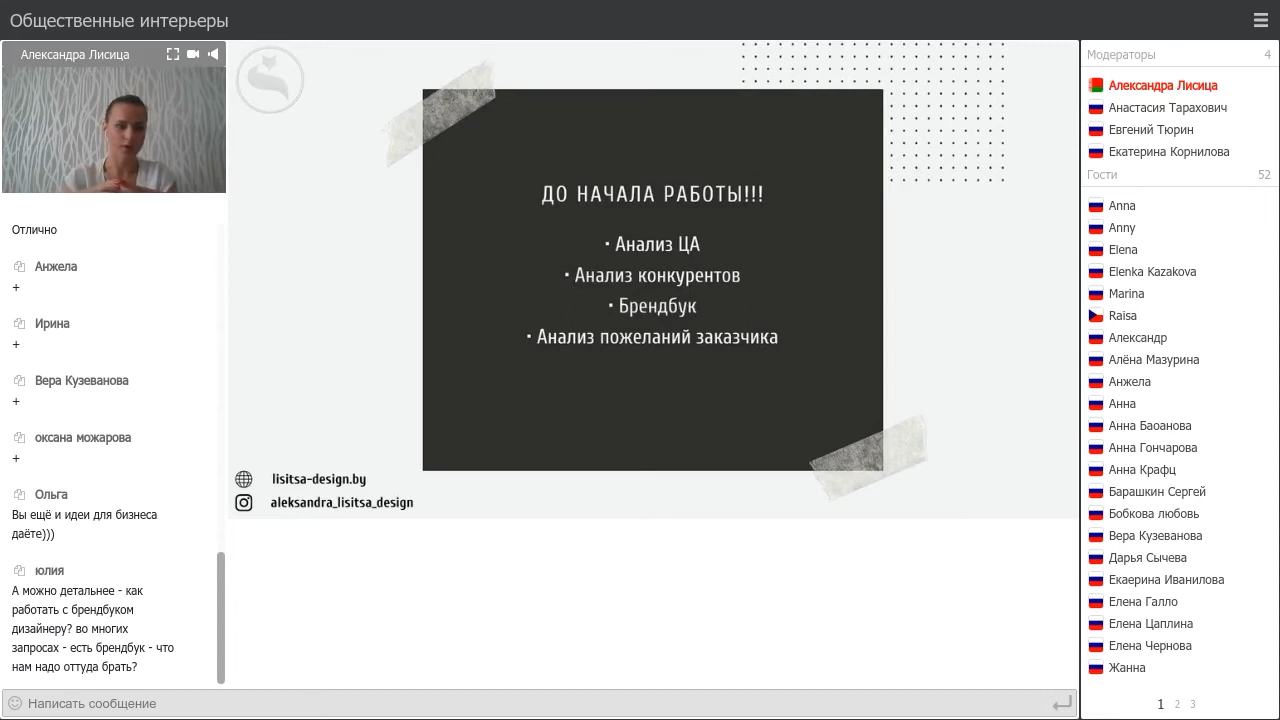 Общественные интерьеры
Александра Лисица
Отлично
Анжела
Ирина
+
Вера Кузеванова
+
оксана можарова
+
Ольга
Вы ещё и идеи для бизнеса
даёте)))
юлия
А можно детальнее - как
работать с брендбуком
дизайнеру? во многих
запросах - есть брендбук - что
нам надо оттуда брать?
Написать сообщение
ДО НАЧАЛА РАБОТЫ!!!
• Анализ ЦА
• Анализ конкурентов
• Брендбук
• Анализ пожеланий заказчика
lisitsa-design.by
aleksandra_lisitsa_design
Модераторы 4
Александра Лисица
Анастасия Тарахович
Евгений Тюрин
Екатерина Корнилова
Гости 52
Anna
Anny
Elena
Elenka Kazakova
Marina
Raisa
Александр
Алёна Мазурина
Анжела
Анна
Анна Баоанова
Анна Гончарова
Анна Крафц
Барашкин Сергей
Бобкова любовь
Вера Кузеванова
Дарья Сычева
Екаерина Иванилова
Елена Галло
Елена Цаплина
Елена Чернова
Жанна
1 2 3